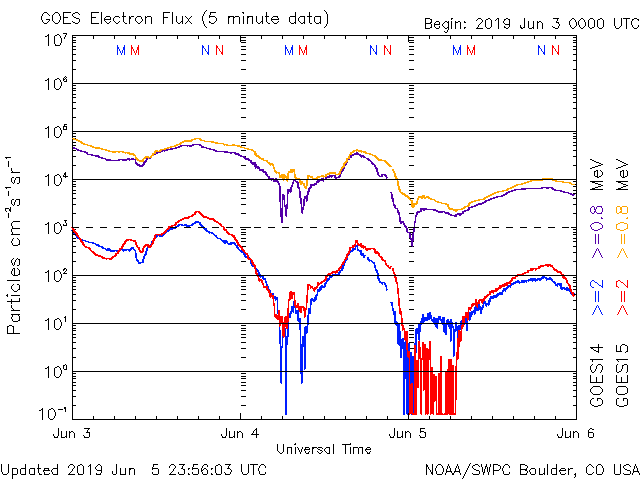 GOES Electron Flux (5 minute data)
Begin: 2019 Jun 3 0000 UTC
10⁷
M M N N M M N N M M N N
10⁶
10⁵
10⁴
10³
10²
10¹
10⁰
10⁻¹
Particles cm⁻²s⁻¹sr⁻¹
Jun 3 Jun 4 Jun 5 Jun 6
Universal Time
GOES14 >=2 >=0.8 MeV
GOES15 >=2 >=0.8 MeV
Updated 2019 Jun 5 23:56:03 UTC
NOAA/SWPC Boulder, CO USA